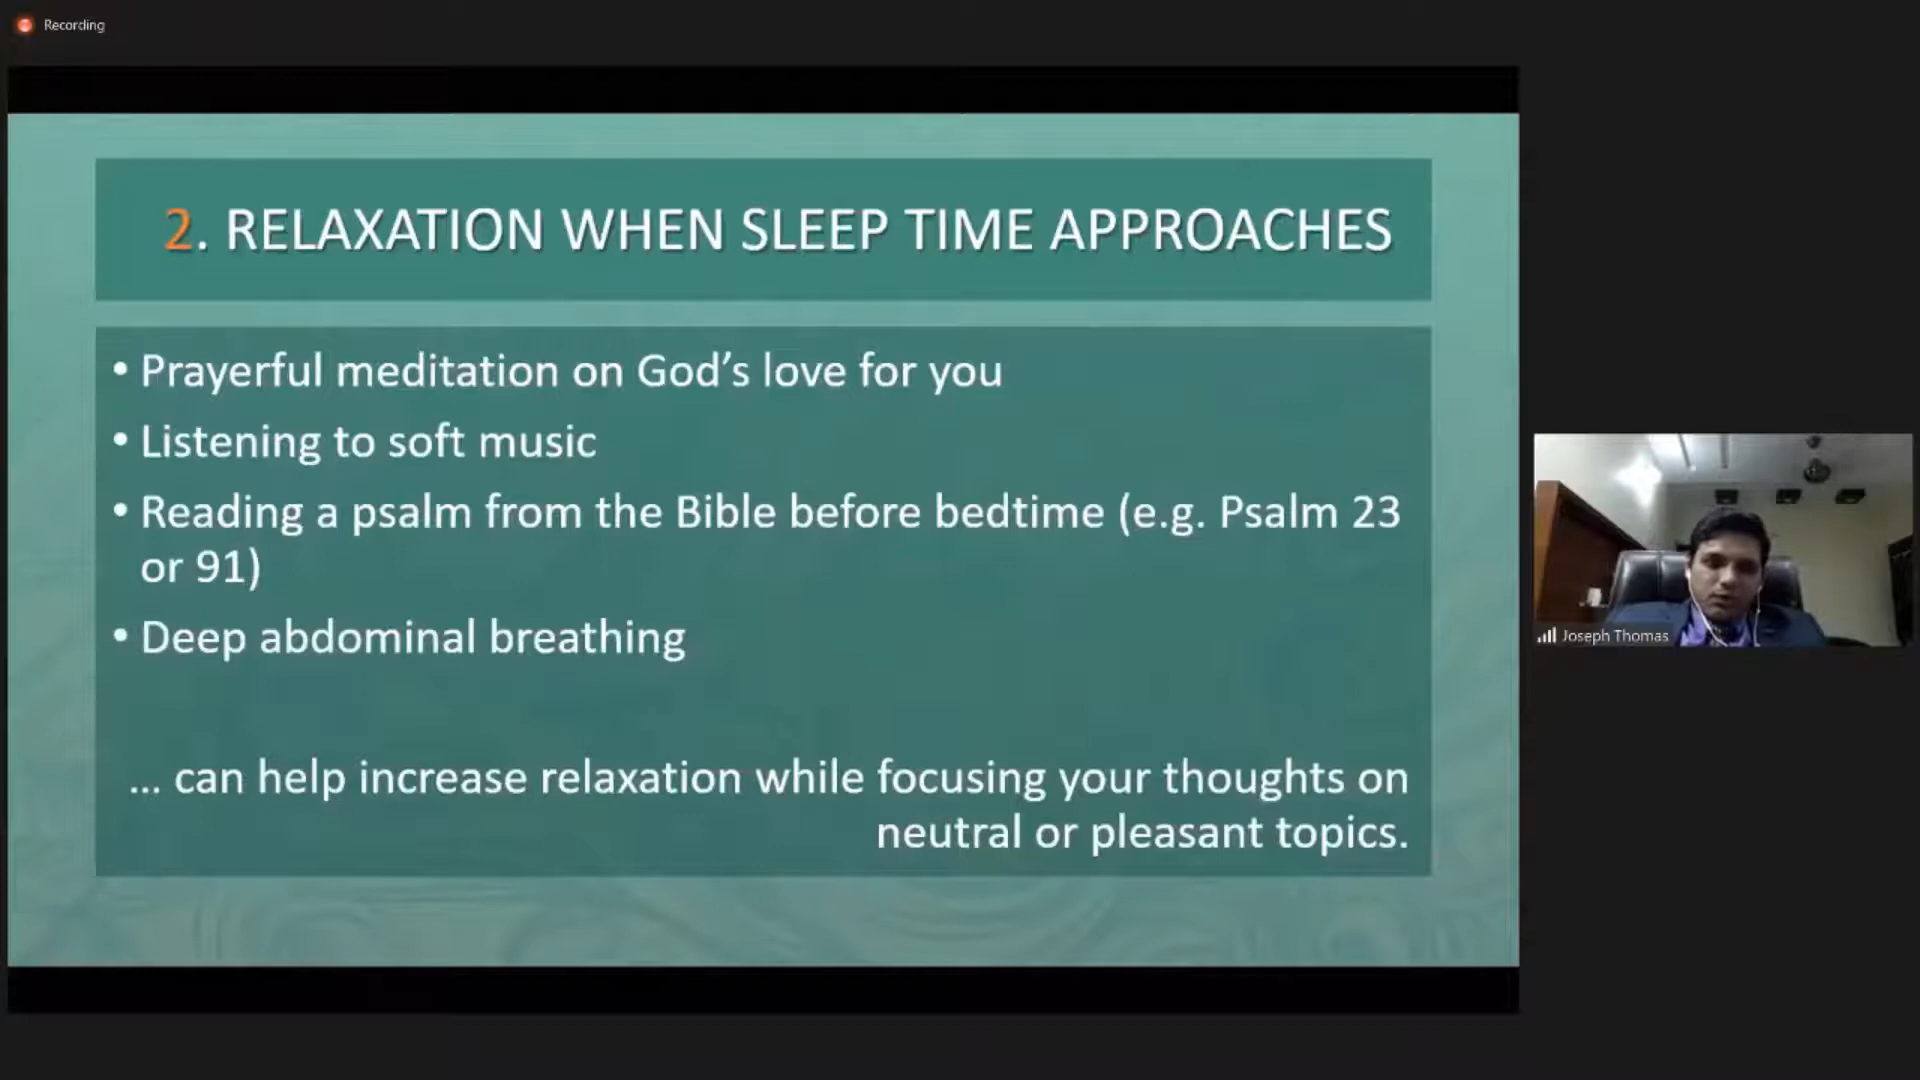 Recording
2. RELAXATION WHEN SLEEP TIME APPROACHES
• Prayerful meditation on God's love for you
• Listening to soft music
• Reading a psalm from the Bible before bedtime (e.g. Psalm 23
or 91)
• Deep abdominal breathing
... can help increase relaxation while focusing your thoughts on
neutral or pleasant topics.
Joseph Thomas